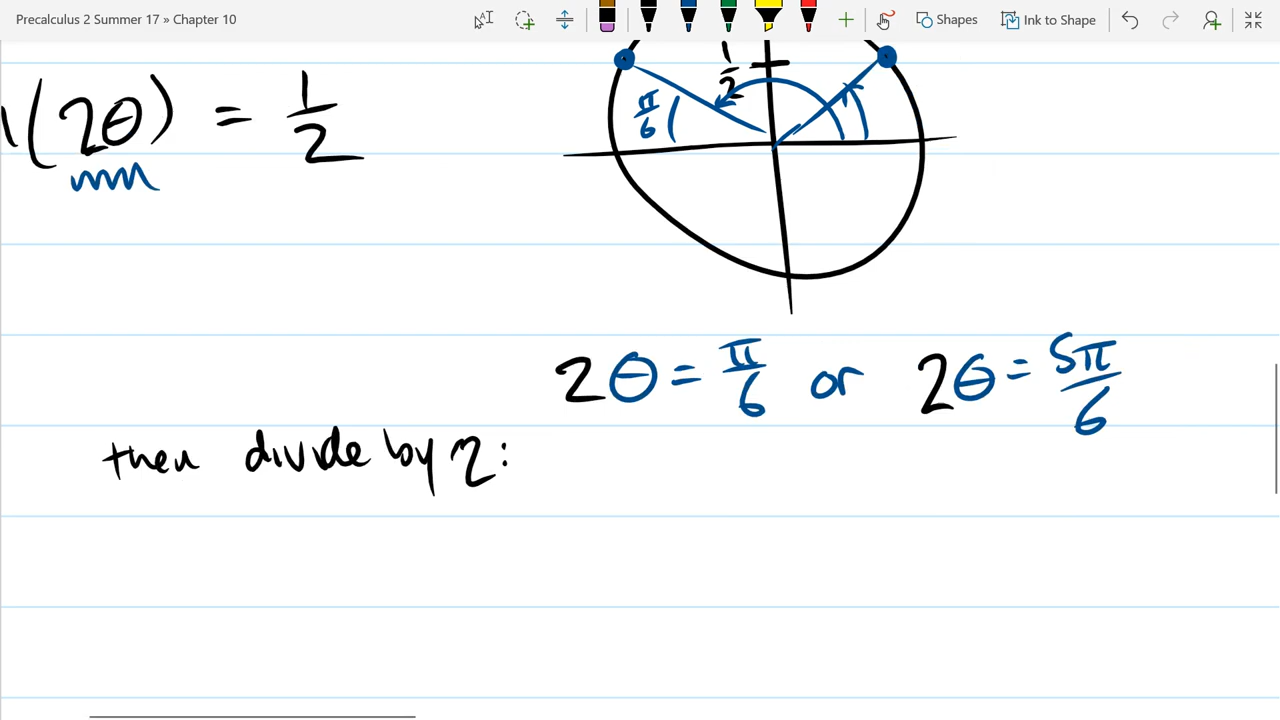 Precalculus 2 Summer 17 » Chapter 10
Shapes
Ink to Shape
(2θ) = 1/2
1/2
π/6
2θ = π/6 or 2θ = 5π/6
then divide by 2: